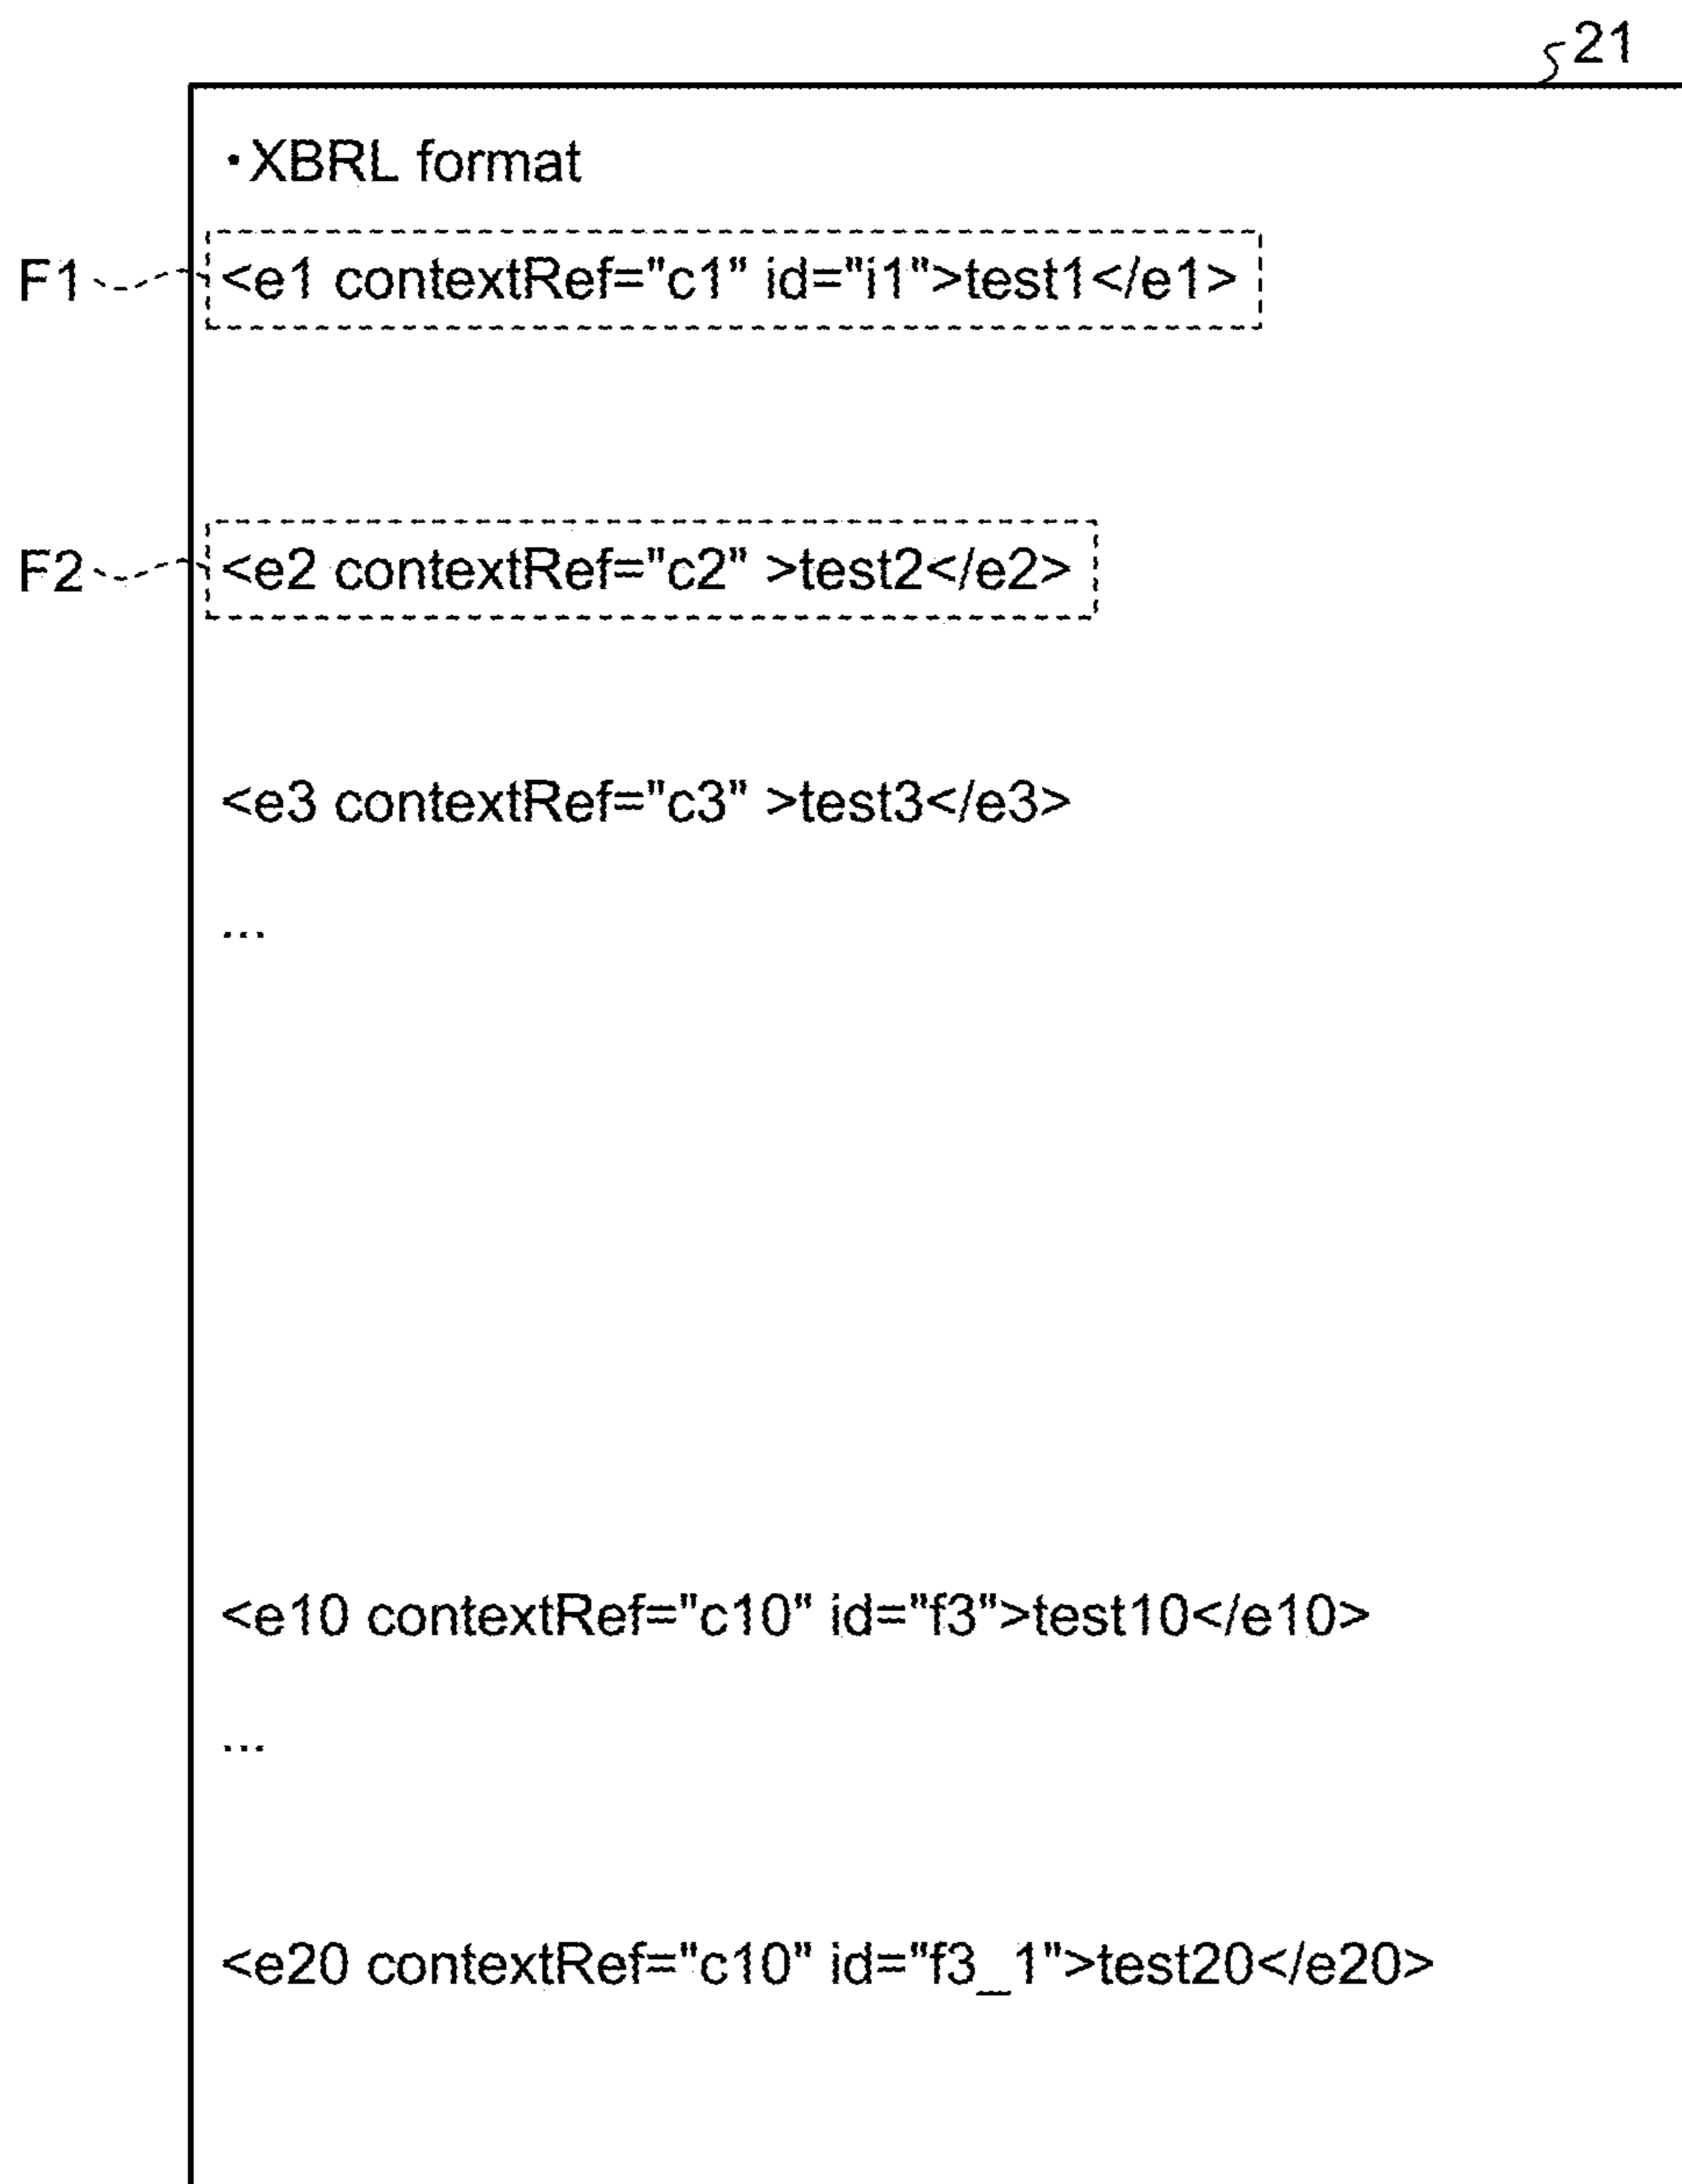 21
・XBRL format
F1 <e1 contextRef="c1" id="i1">test1</e1>
F2 <e2 contextRef="c2" >test2</e2>
<e3 contextRef="c3" >test3</e3>
...
<e10 contextRef="c10" id="f3">test10</e10>
...
<e20 contextRef="c10" id="f3_1">test20</e20>